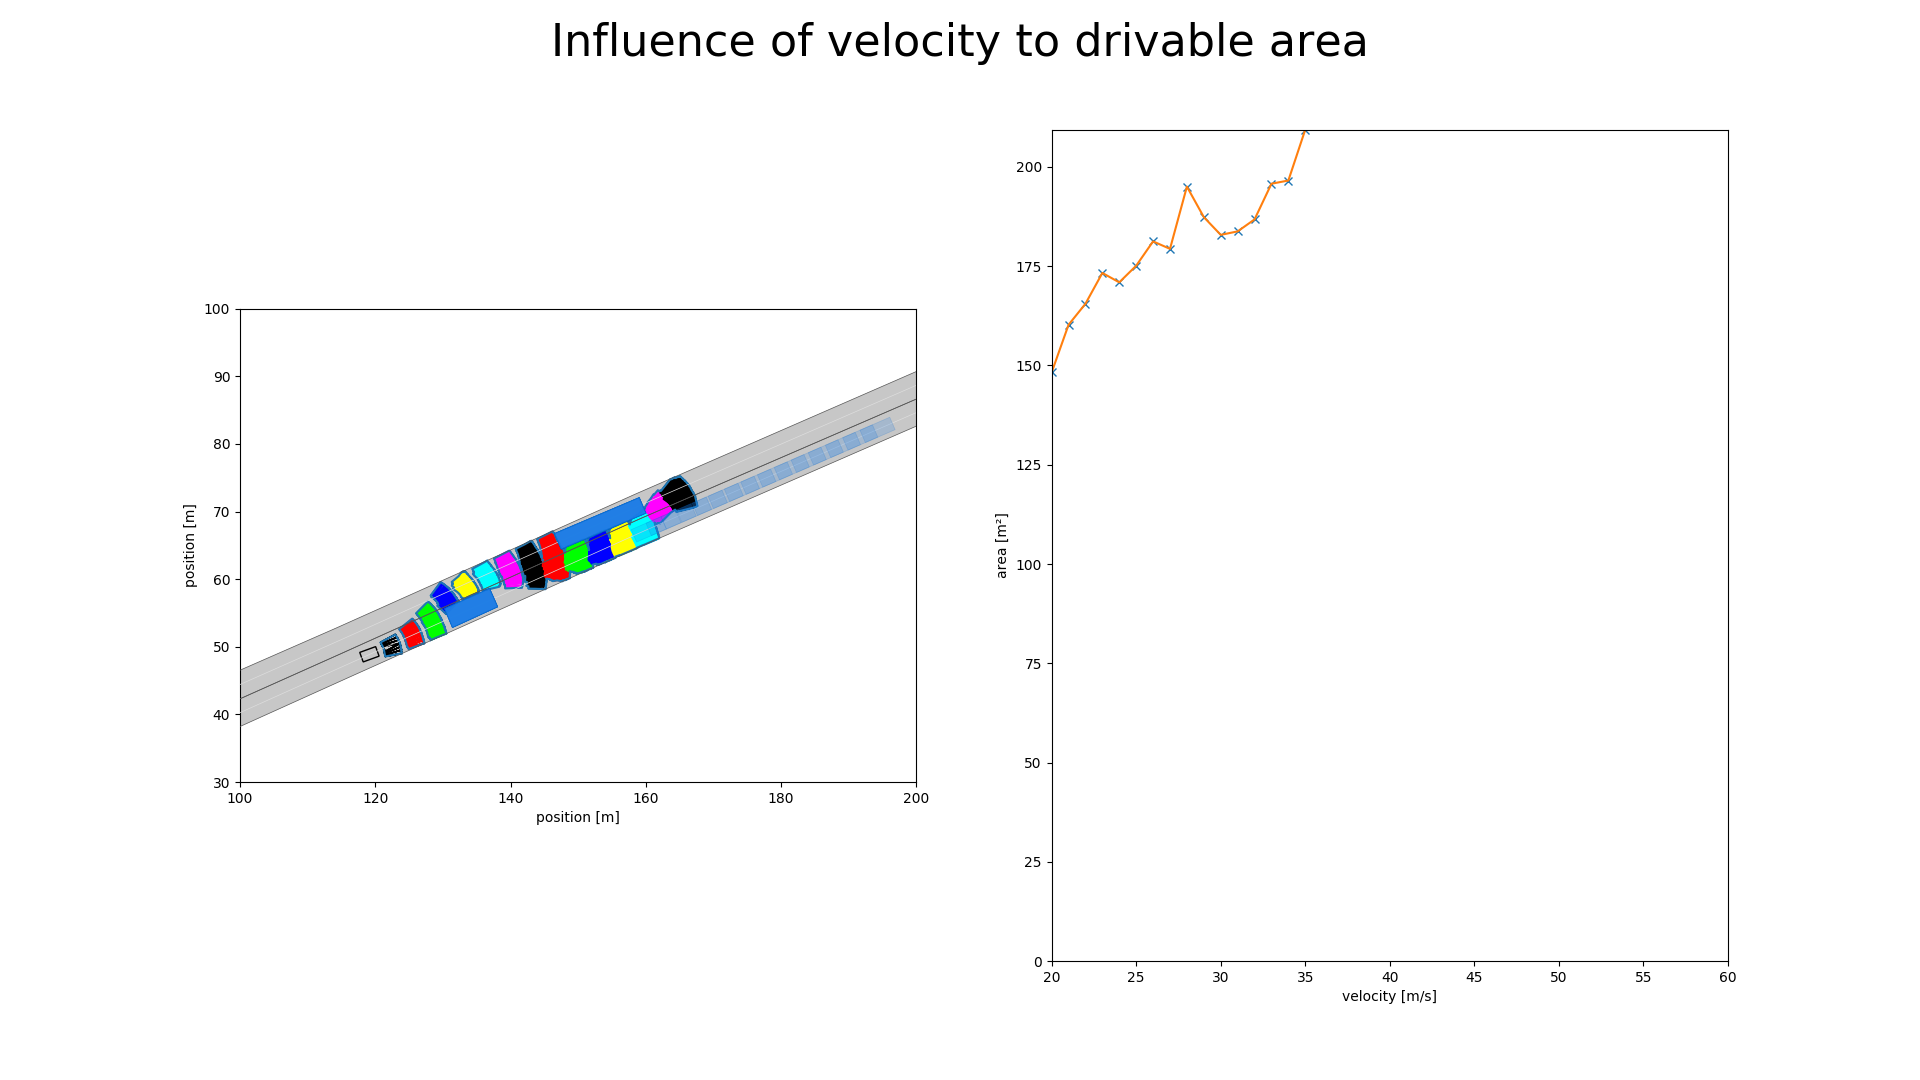 Influence of velocity to drivable area
100
90
80
70
60
50
40
30
position [m]
100 120 140 160 180 200
position [m]
200
175
150
125
100
75
50
25
0
area [m²]
20 25 30 35 40 45 50 55 60
velocity [m/s]